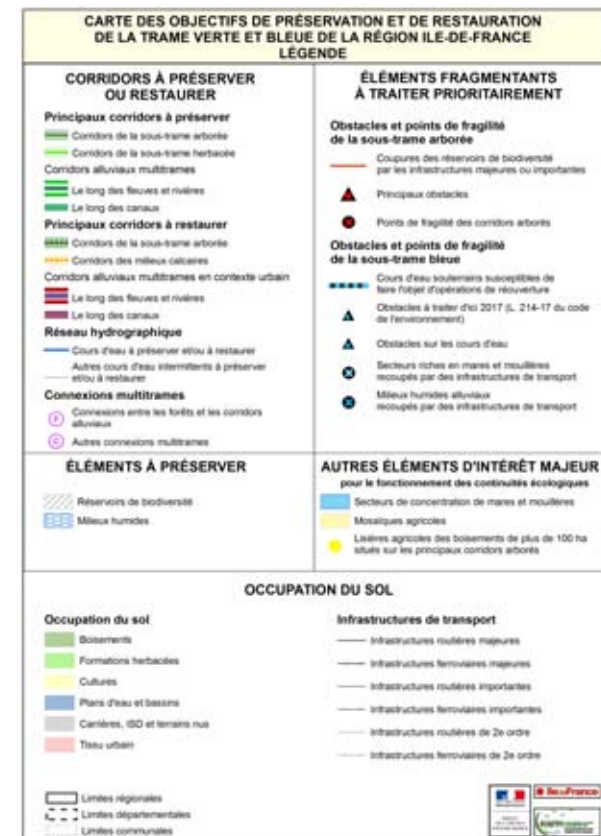 CARTE DES OBJECTIFS DE PRÉSERVATION ET DE RESTAURATION
DE LA TRAME VERTE ET BLEUE DE LA RÉGION ILE-DE-FRANCE
LÉGENDE
CORRIDORS À PRÉSERVER
OU RESTAURER
Principaux corridors à préserver
Corridors de la sous-trame arborée
Corridors de la sous-trame herbacée
Corridors alluviaux multitrames
Le long des fleuves et rivières
Le long des canaux
Principaux corridors à restaurer
Corridors de la sous-trame arborée
Corridors des milieux calcaires
Corridors alluviaux multitrames en contexte urbain
Le long des fleuves et rivières
Le long des canaux
Réseau hydrographique
Cours d'eau à préserver et/ou à restaurer
Autres cours d'eau intermittents à préserver
et/ou à restaurer
Connexions multitrames
F
Connexions entre les forêts et les corridors
alluviaux
C
Autres connexions multitrames
ÉLÉMENTS FRAGMENTANTS
À TRAITER PRIORITAIREMENT
Obstacles et points de fragilité
de la sous-trame arborée
Coupures des réservoirs de biodiversité
par les infrastructures majeures ou importantes
Principaux obstacles
Points de fragilité des corridors arborés
Obstacles et points de fragilité
de la sous-trame bleue
Cours d'eau souterrains susceptibles de
faire l'objet d'opérations de réouverture
Obstacles à traiter d'ici 2017 (L. 214-17 du code
de l'environnement)
Obstacles sur les cours d'eau
Secteurs riches en mares et mouillères
recoupés par des infrastructures de transport
Milieux humides alluviaux
recoupés par des infrastructures de transport
ÉLÉMENTS À PRÉSERVER
Réservoirs de biodiversité
Milieux humides
AUTRES ÉLÉMENTS D'INTÉRÊT MAJEUR
pour le fonctionnement des continuités écologiques
Secteurs de concentration de mares et mouillères
Mosaïques agricoles
Lisières agricoles des boisements de plus de 100 ha
situés sur les principaux corridors arborés
OCCUPATION DU SOL
Occupation du sol
Boisements
Formations herbacées
Cultures
Plans d'eau et bassins
Carrières, ISD et terrains nus
Tissu urbain
Infrastructures de transport
Infrastructures routières majeures
Infrastructures ferroviaires majeures
Infrastructures routières importantes
Infrastructures ferroviaires importantes
Infrastructures routières de 2e ordre
Infrastructures ferroviaires de 2e ordre
Limites régionales
Limites départementales
Limites communales
île de France